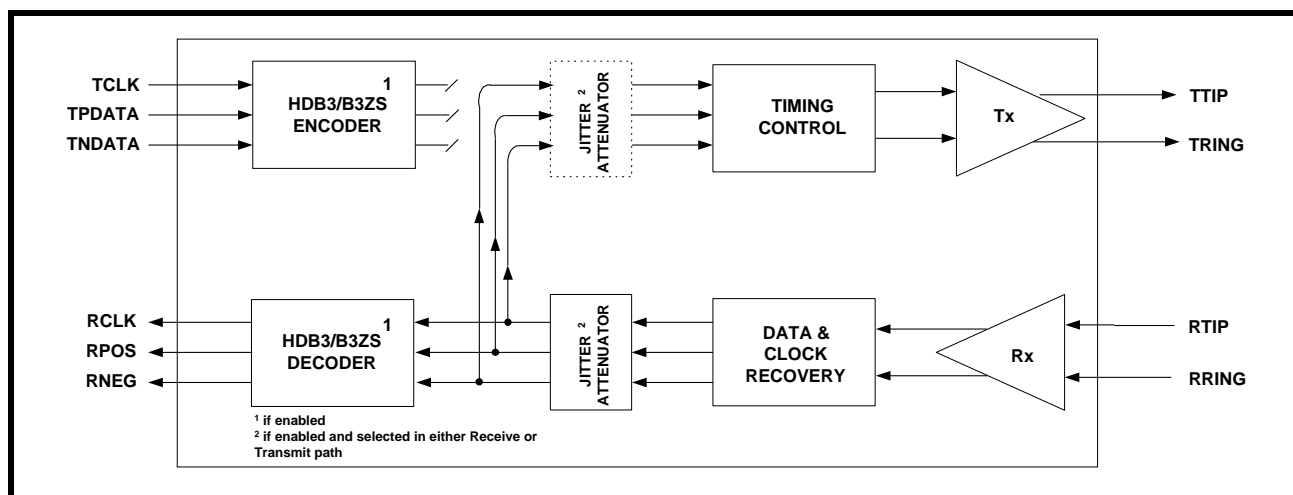 TCLK
TPDATA
TNDATA
1
HDB3/B3ZS
ENCODER
JITTER 2
ATTENUATOR
TIMING
CONTROL
Tx
TTIP
TRING
RCLK
RPOS
RNEG
1
HDB3/B3ZS
DECODER
JITTER 2
ATTENUATOR
DATA &
CLOCK
RECOVERY
Rx
RTIP
RRING
1 if enabled
2 if enabled and selected in either Receive or
Transmit path